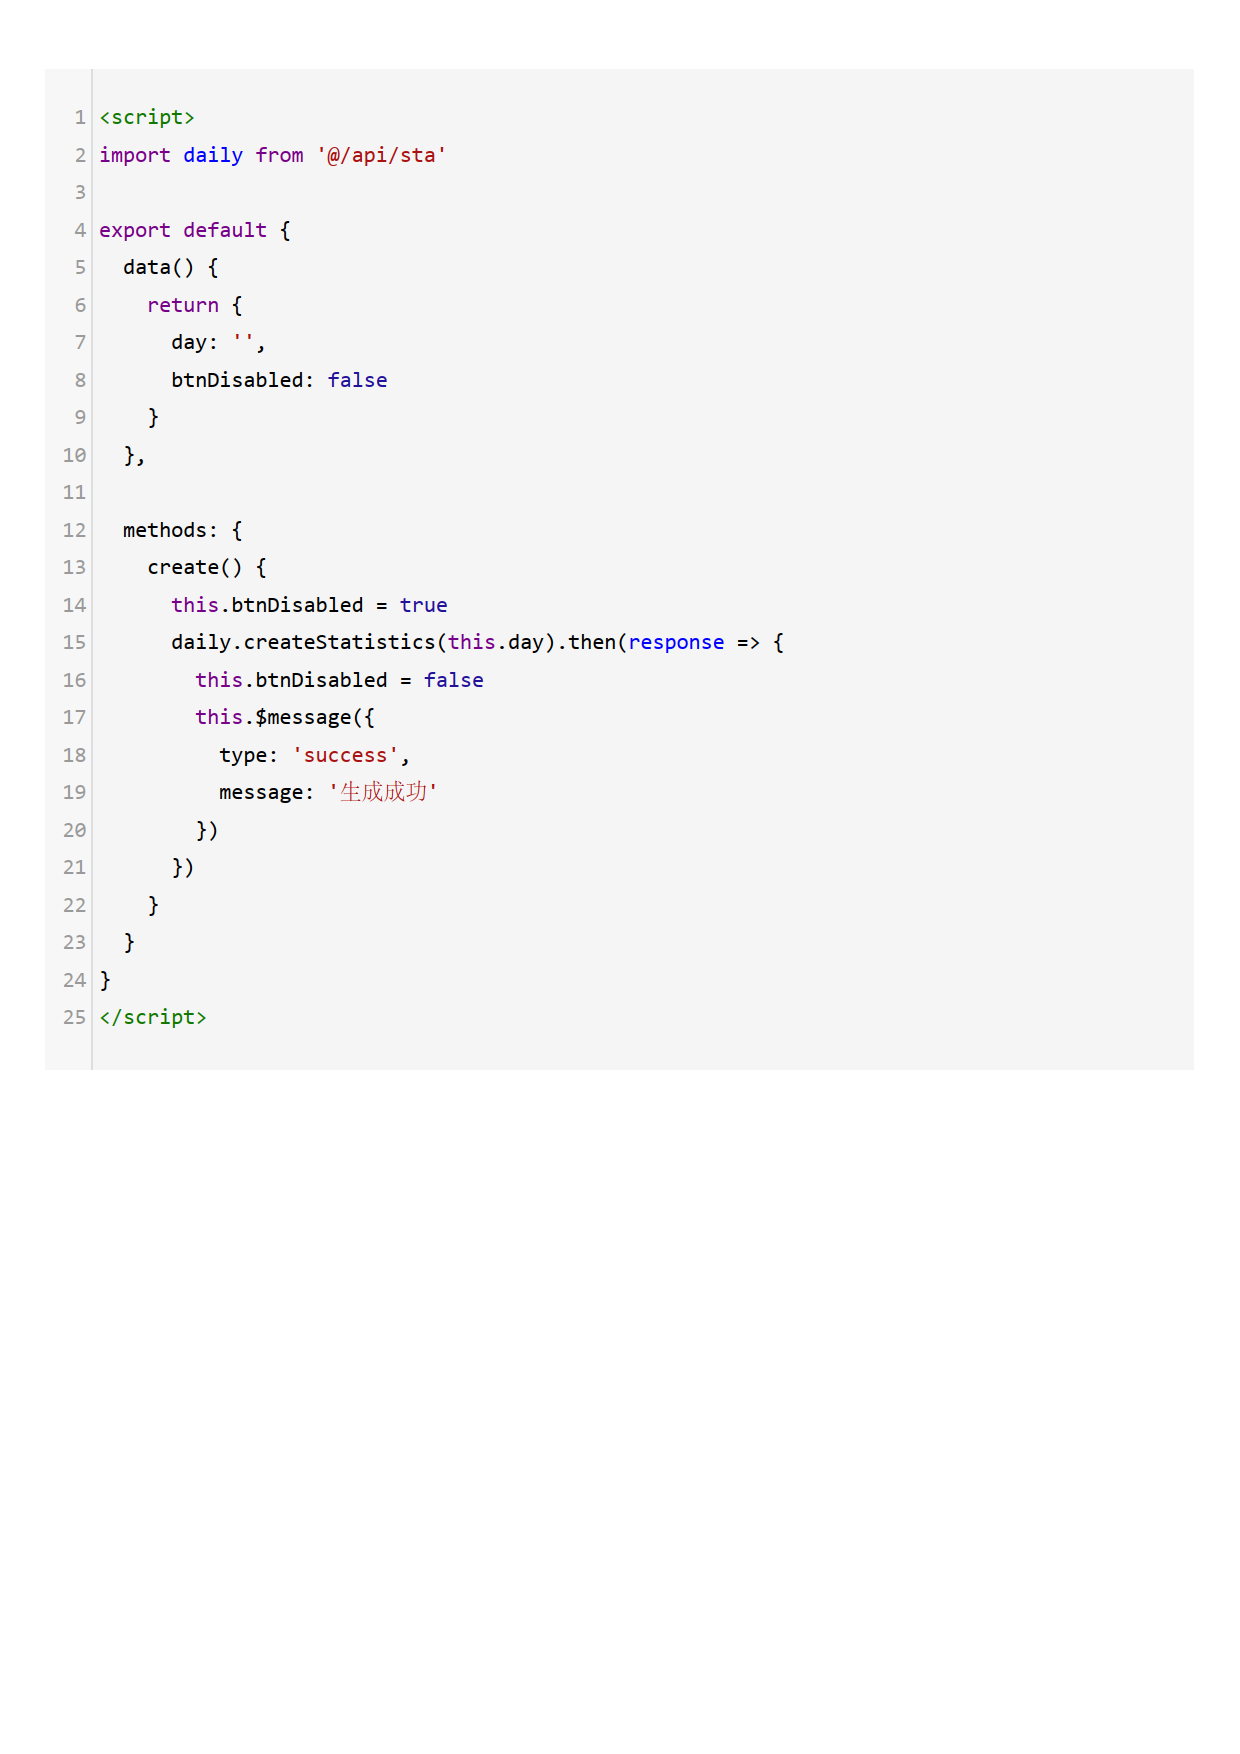 1 <script>
2 import daily from '@/api/sta'
3
4 export default {
5   data() {
6     return {
7       day: '',
8       btnDisabled: false
9     }
10   },
11
12   methods: {
13     create() {
14       this.btnDisabled = true
15       daily.createStatistics(this.day).then(response => {
16         this.btnDisabled = false
17         this.$message({
18           type: 'success',
19           message: '生成成功'
20         })
21       })
22     }
23   }
24 }
25 </script>